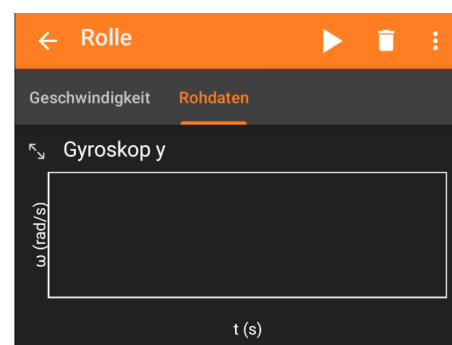 Rolle
Geschwindigkeit Rohdaten
Gyroskop y
ω (rad/s)
t (s)